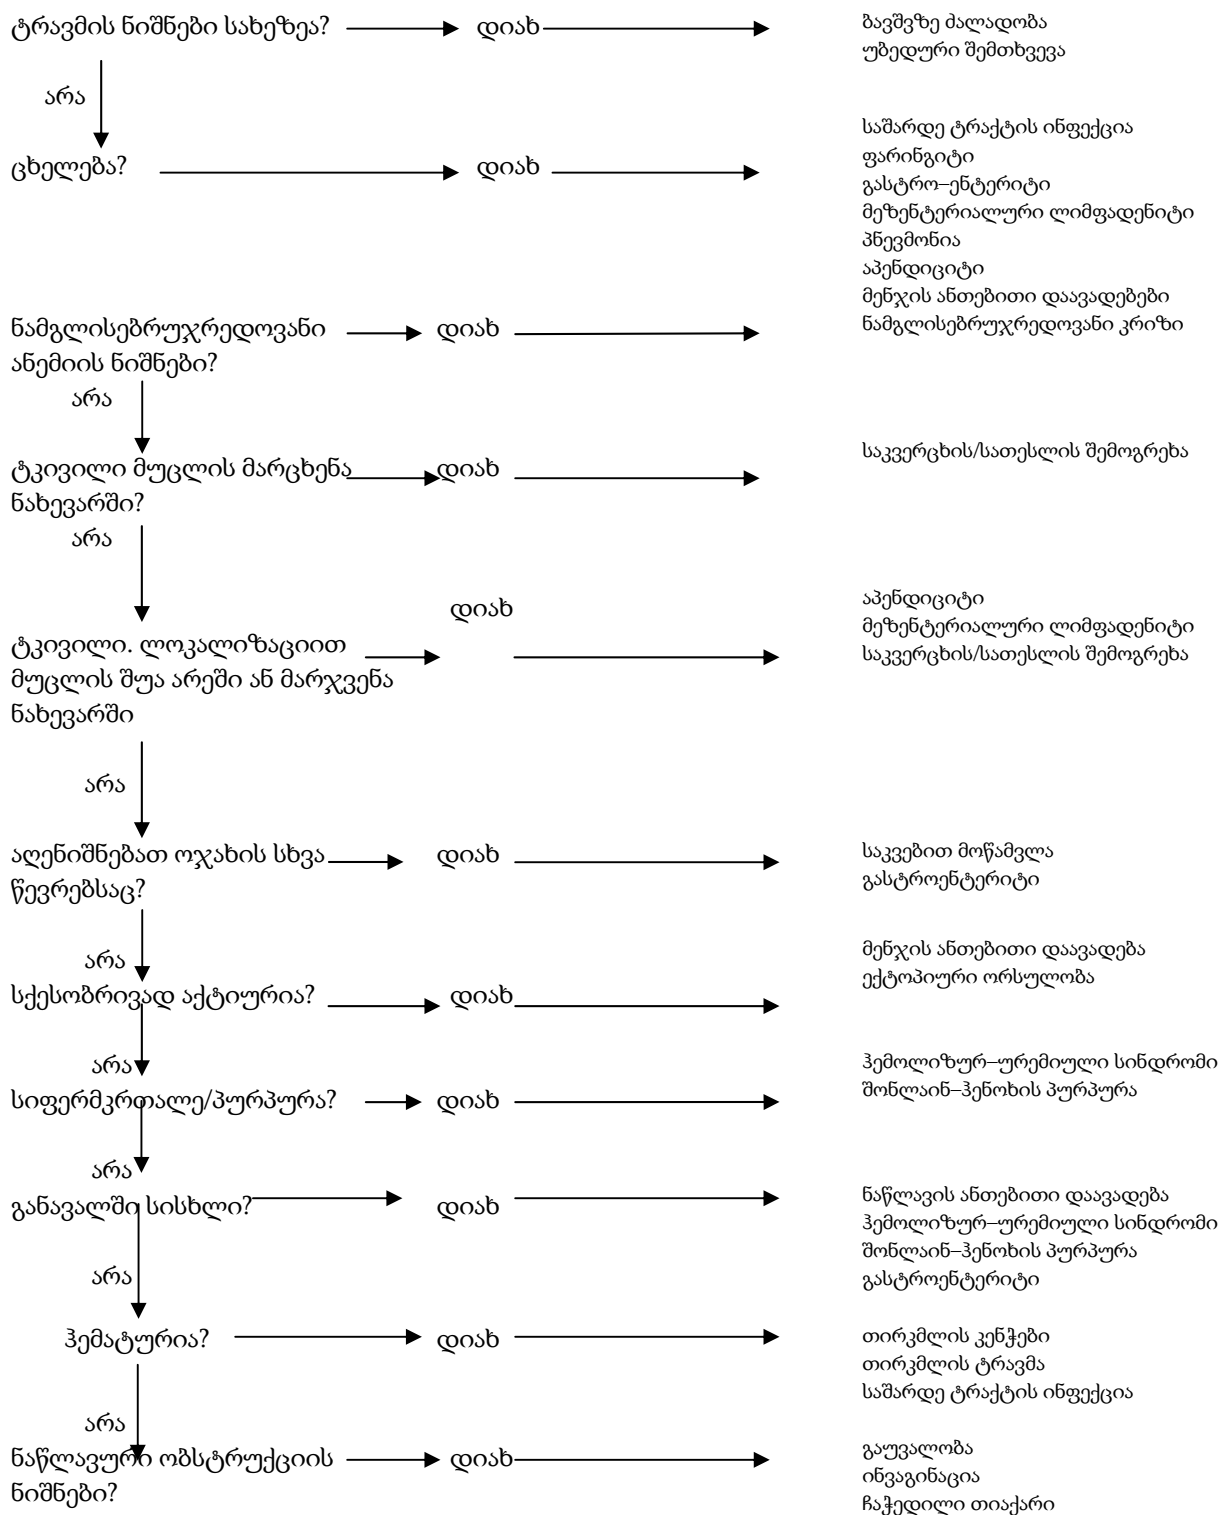 ტრავმის ნიშნები სახეზეა? დიახ ბავშვზე ძალადობა
უბედური შემთხვევა
არა
საშარდე ტრაქტის ინფექცია
ცხელება? დიახ ფარინგიტი
გასტრო–ენტერიტი
მეზენტერიალური ლიმფადენიტი
პნევმონია
აპენდიციტი
მენჯის ანთებითი დაავადებები
ნამგლისებრუჯრედოვანი დიახ ნამგლისებრუჯრედოვანი კრიზი
ანემიის ნიშნები?
არა
ტკივილი მუცლის მარცხენა დიახ საკვერცხის/სათესლის შემოგრეხა
ნახევარში?
არა
აპენდიციტი
დიახ მეზენტერიალური ლიმფადენიტი
ტკივილი. ლოკალიზაციით საკვერცხის/სათესლის შემოგრეხა
მუცლის შუა არეში ან მარჯვენა
ნახევარში
არა
აღენიშნებათ ოჯახის სხვა დიახ საკვებით მოწამვლა
წევრებსაც? გასტროენტერიტი
არა მენჯის ანთებითი დაავადება
სქესობრივად აქტიურია? დიახ ექტოპიური ორსულობა
არა ჰემოლიზურ–ურემიული სინდრომი
სიფერმკრთალე/პურპურა? დიახ შონლაინ–ჰენოხის პურპურა
არა
განავალში სისხლი? დიახ ნაწლავის ანთებითი დაავადება
ჰემოლიზურ–ურემიული სინდრომი
შონლაინ–ჰენოხის პურპურა
არა გასტროენტერიტი
ჰემატურია? დიახ თირკმლის კენჭები
თირკმლის ტრავმა
საშარდე ტრაქტის ინფექცია
არა
ნაწლავური ობსტრუქციის დიახ გაუვალობა
ნიშნები? ინვაგინაცია
ჩაჭედილი თიაქარი